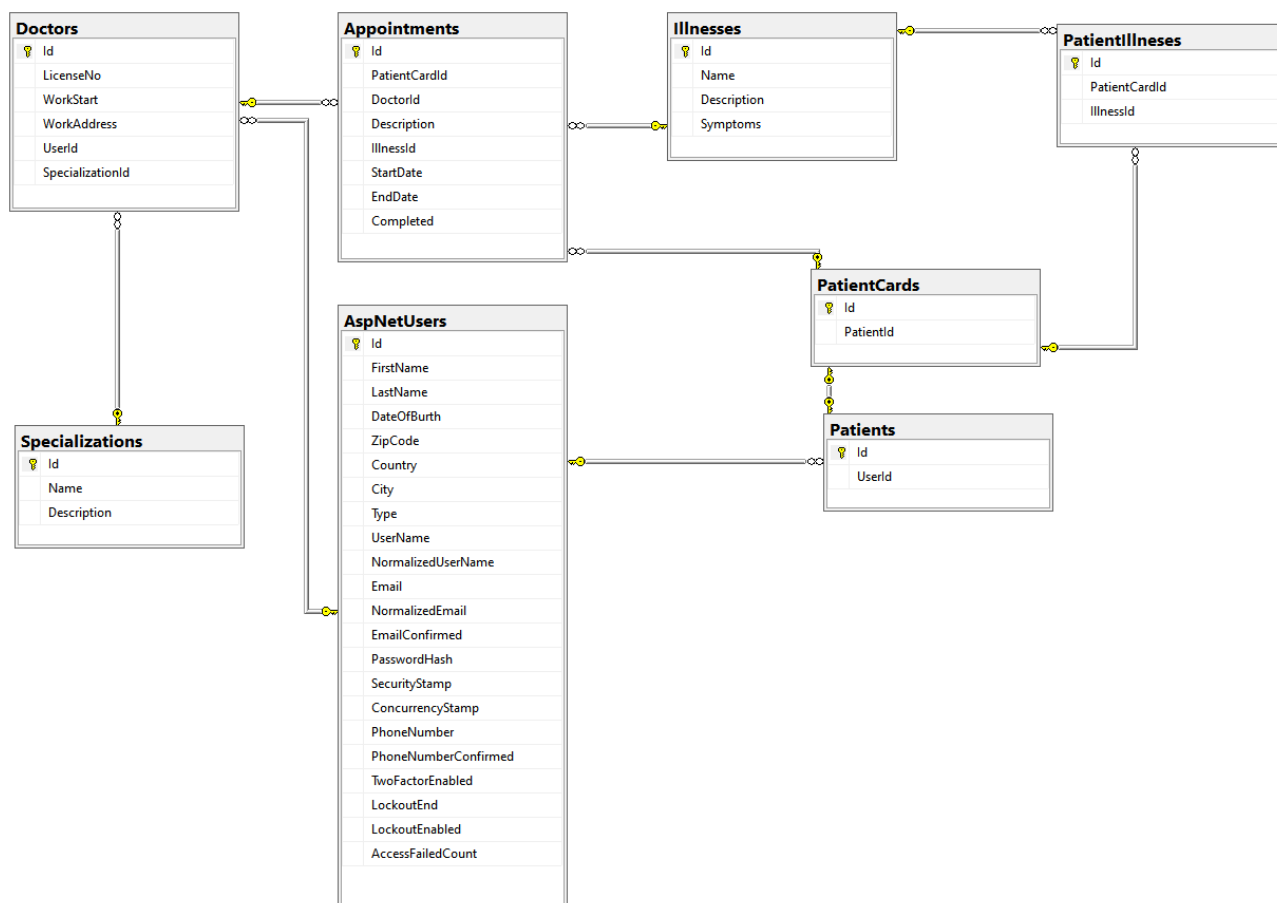 Doctors
Id
LicenseNo
WorkStart
WorkAddress
UserId
SpecializationId
Appointments
Id
PatientCardId
DoctorId
Description
IllnessId
StartDate
EndDate
Completed
Illnesses
Id
Name
Description
Symptoms
PatientIllneses
Id
PatientCardId
IllnessId
PatientCards
Id
PatientId
AspNetUsers
Id
FirstName
LastName
DateOfBurth
ZipCode
Country
City
Type
UserName
NormalizedUserName
Email
NormalizedEmail
EmailConfirmed
PasswordHash
SecurityStamp
ConcurrencyStamp
PhoneNumber
PhoneNumberConfirmed
TwoFactorEnabled
LockoutEnd
LockoutEnabled
AccessFailedCount
Patients
Id
UserId
Specializations
Id
Name
Description